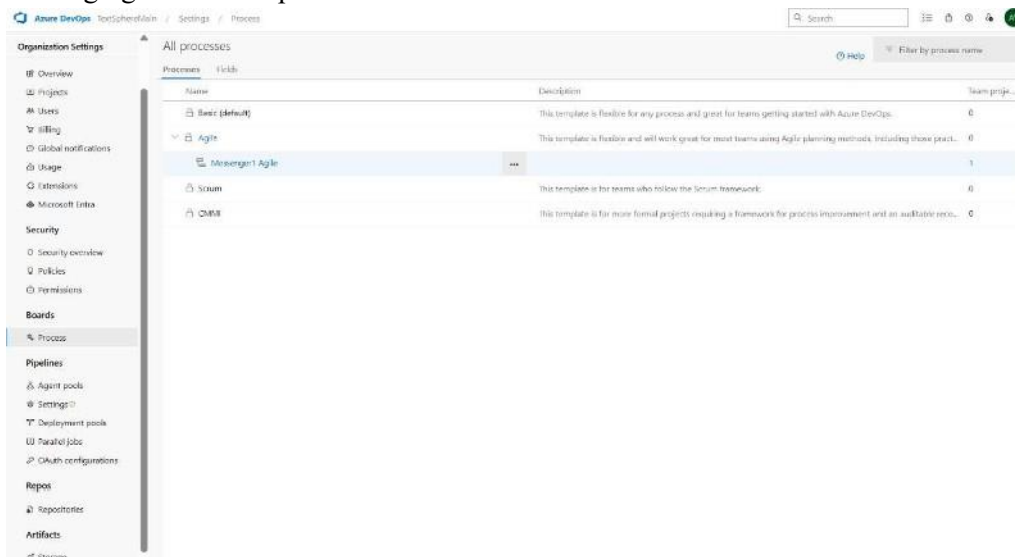 Azure DevOps TextSphereMain / Settings / Process
Search
Organization Settings
Overview
Projects
Users
Billing
Global notifications
Usage
Extensions
Microsoft Entra
Security
Security overview
Policies
Permissions
Boards
Process
Pipelines
Agent pools
Settings
Deployment pools
Parallel jobs
OAuth configurations
Repos
Repositories
Artifacts
Storage
All processes
Help
Filter by process name
Processes Fields
Name Description Team proje...
Basic (default) This template is flexible for any process and great for teams getting started with Azure DevOps. 0
Agile This template is flexible and will work great for most teams using Agile planning methods, including those pract... 0
Messenger1 Agile ... 1
Scrum This template is for teams who follow the Scrum framework. 0
CMMI This template is for more formal projects requiring a framework for process improvement and an auditable reco... 0